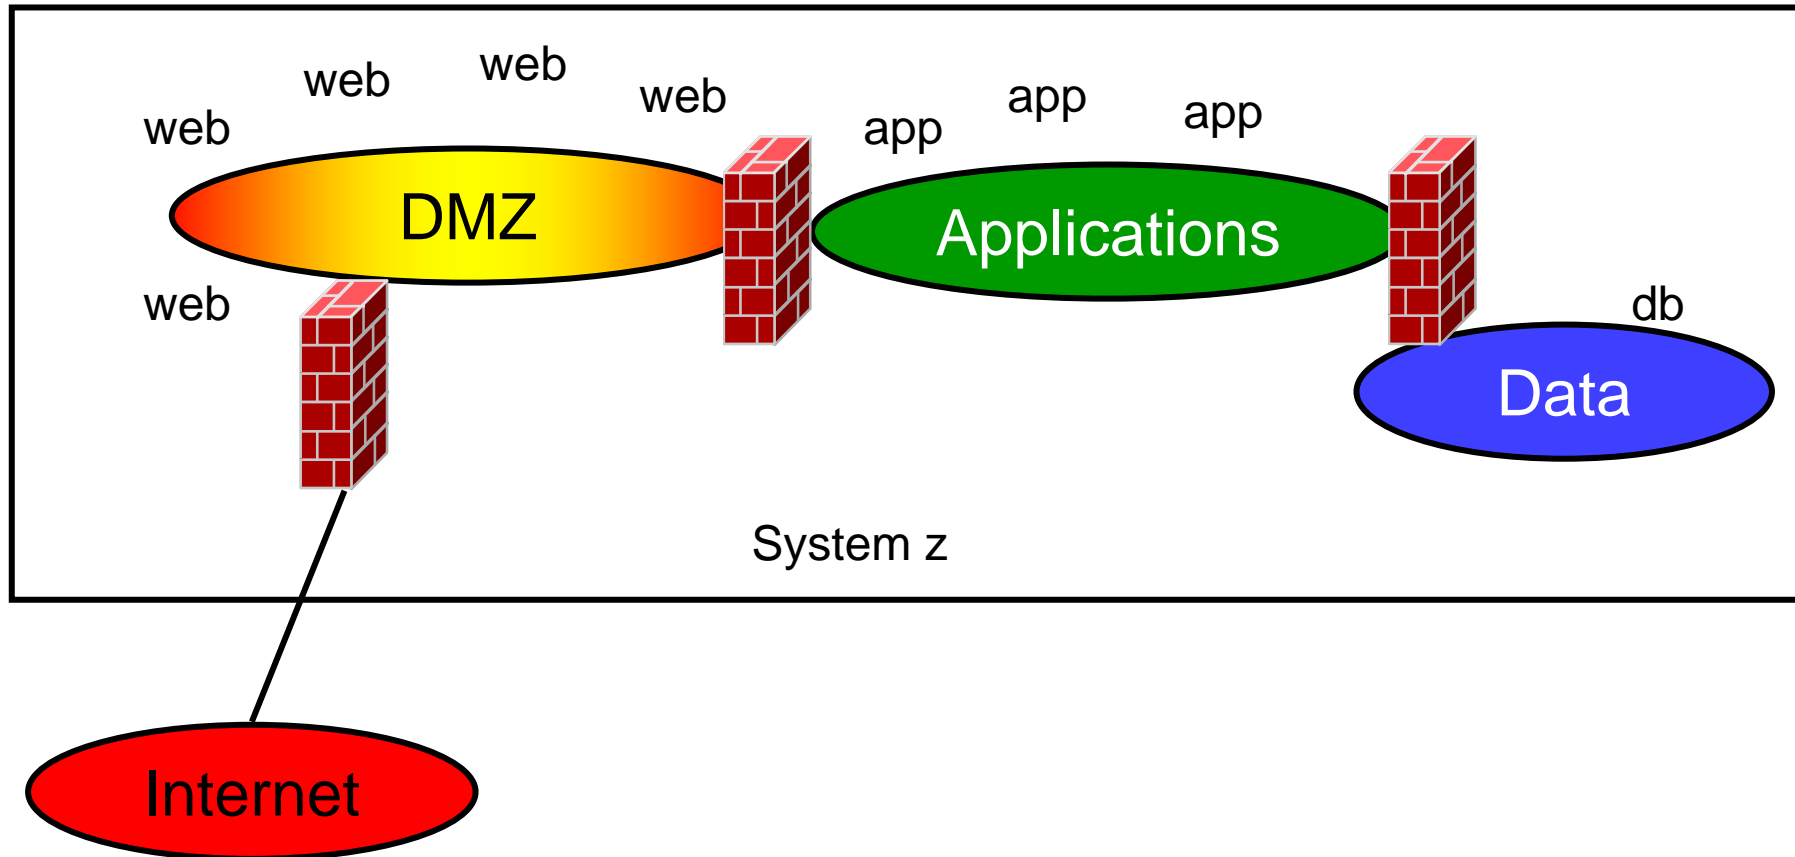 web
web
web
web
app
app
app
DMZ
Applications
web
db
Data
System z
Internet